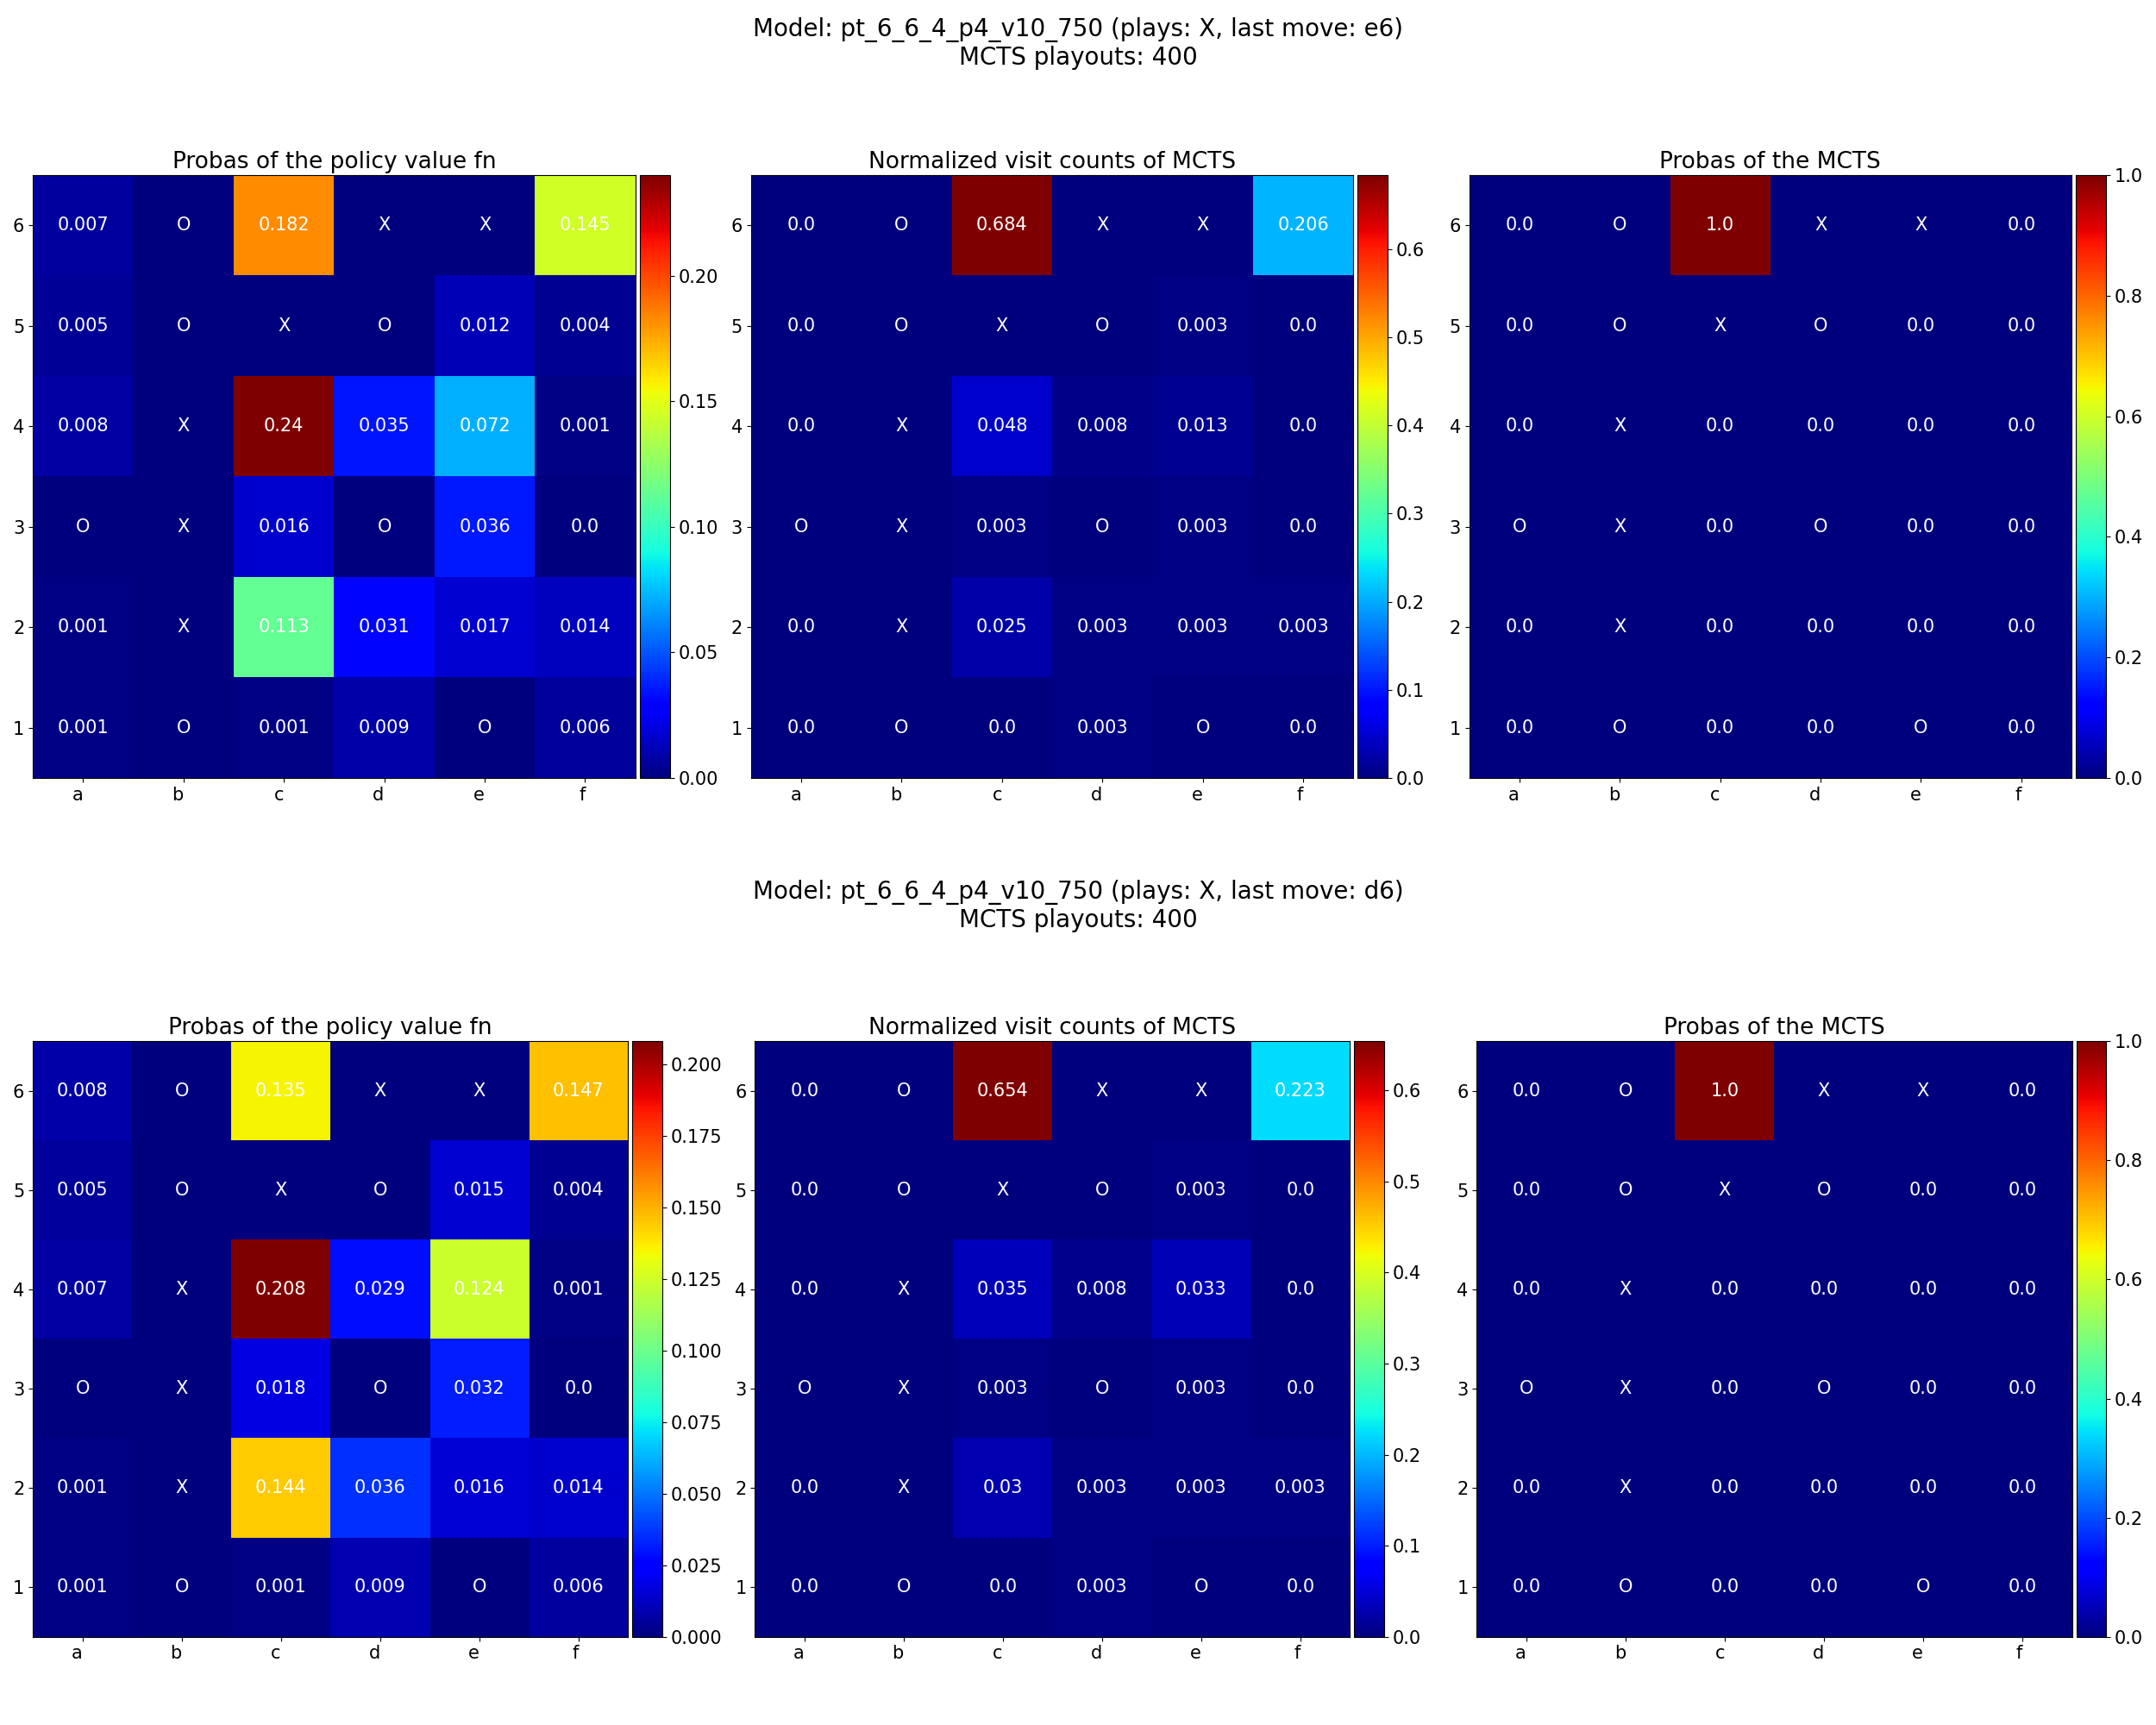 Model: pt_6_6_4_p4_v10_750 (plays: X, last move: e6)
MCTS playouts: 400
Probas of the policy value fn
6 0.007 O 0.182 X X 0.145
5 0.005 O X O 0.012 0.004
4 0.008 X 0.24 0.035 0.072 0.001
3 O X 0.016 O 0.036 0.0
2 0.001 X 0.113 0.031 0.017 0.014
1 0.001 O 0.001 0.009 O 0.006
a b c d e f
0.20
0.15
0.10
0.05
0.00
Normalized visit counts of MCTS
6 0.0 O 0.684 X X 0.206
5 0.0 O X O 0.003 0.0
4 0.0 X 0.048 0.008 0.013 0.0
3 O X 0.003 O 0.003 0.0
2 0.0 X 0.025 0.003 0.003 0.003
1 0.0 O 0.0 0.003 O 0.0
a b c d e f
0.6
0.5
0.4
0.3
0.2
0.1
0.0
Probas of the MCTS
6 0.0 O 1.0 X X 0.0
5 0.0 O X O 0.0 0.0
4 0.0 X 0.0 0.0 0.0 0.0
3 O X 0.0 O 0.0 0.0
2 0.0 X 0.0 0.0 0.0 0.0
1 0.0 O 0.0 0.0 O 0.0
a b c d e f
1.0
0.8
0.6
0.4
0.2
0.0
Model: pt_6_6_4_p4_v10_750 (plays: X, last move: d6)
MCTS playouts: 400
Probas of the policy value fn
6 0.008 O 0.135 X X 0.147
5 0.005 O X O 0.015 0.004
4 0.007 X 0.208 0.029 0.124 0.001
3 O X 0.018 O 0.032 0.0
2 0.001 X 0.144 0.036 0.016 0.014
1 0.001 O 0.001 0.009 O 0.006
a b c d e f
0.200
0.175
0.150
0.125
0.100
0.075
0.050
0.025
0.000
Normalized visit counts of MCTS
6 0.0 O 0.654 X X 0.223
5 0.0 O X O 0.003 0.0
4 0.0 X 0.035 0.008 0.033 0.0
3 O X 0.003 O 0.003 0.0
2 0.0 X 0.03 0.003 0.003 0.003
1 0.0 O 0.0 0.003 O 0.0
a b c d e f
0.6
0.5
0.4
0.3
0.2
0.1
0.0
Probas of the MCTS
6 0.0 O 1.0 X X 0.0
5 0.0 O X O 0.0 0.0
4 0.0 X 0.0 0.0 0.0 0.0
3 O X 0.0 O 0.0 0.0
2 0.0 X 0.0 0.0 0.0 0.0
1 0.0 O 0.0 0.0 O 0.0
a b c d e f
1.0
0.8
0.6
0.4
0.2
0.0